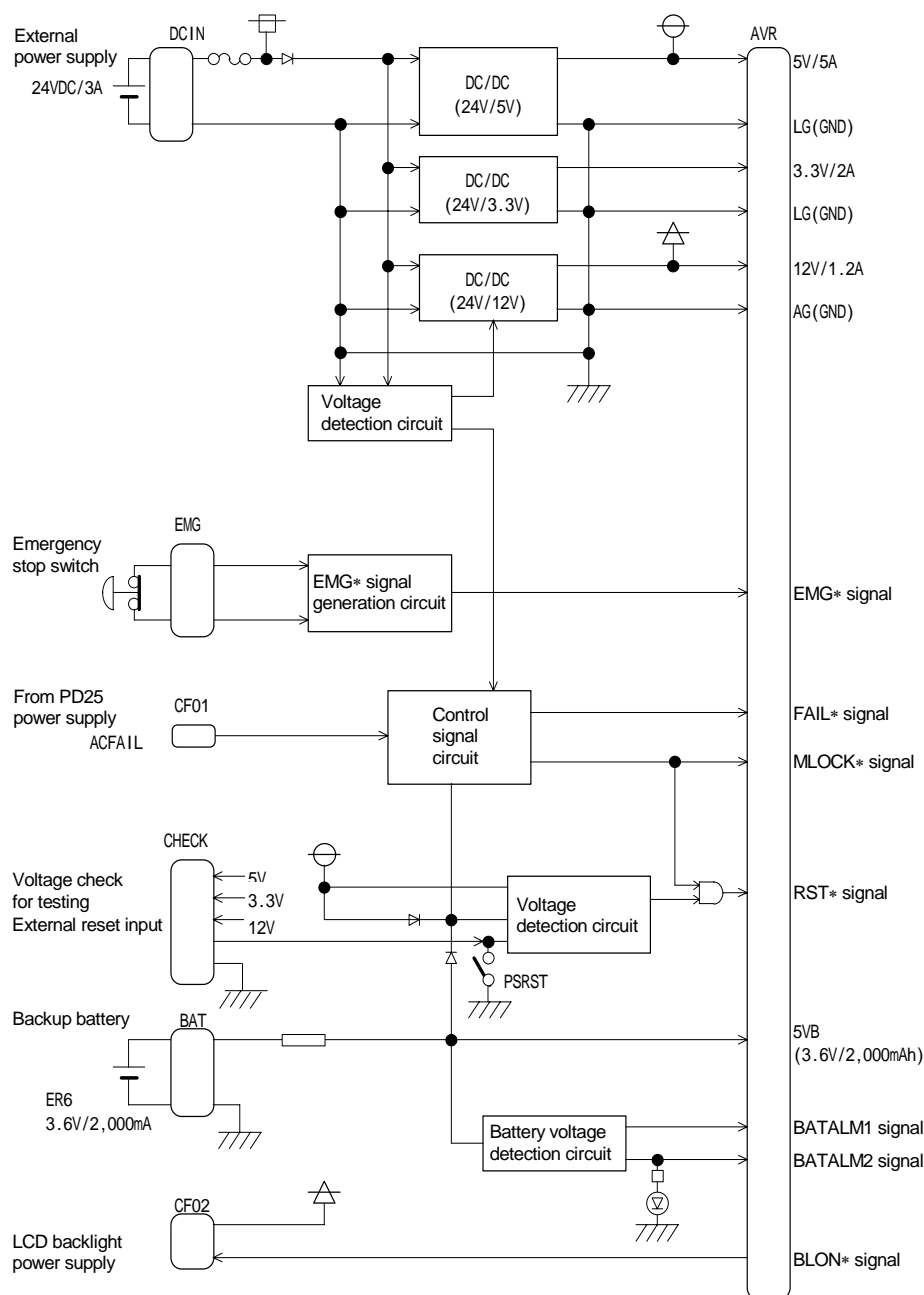 External
power supply
DCIN
AVR
24VDC/3A
DC/DC
(24V/5V)
5V/5A
LG(GND)
DC/DC
(24V/3.3V)
3.3V/2A
LG(GND)
DC/DC
(24V/12V)
12V/1.2A
AG(GND)
Voltage
detection circuit
Emergency
stop switch
EMG
EMG* signal
generation circuit
EMG* signal
From PD25
power supply
ACFAIL
CF01
Control
signal
circuit
FAIL* signal
MLOCK* signal
CHECK
Voltage check
for testing
External reset input
5V
3.3V
12V
Voltage
detection circuit
RST* signal
PSRST
Backup battery
BAT
5VB
(3.6V/2,000mAh)
ER6
3.6V/2,000mA
Battery voltage
detection circuit
BATALM1 signal
BATALM2 signal
CF02
LCD backlight
power supply
BLON* signal